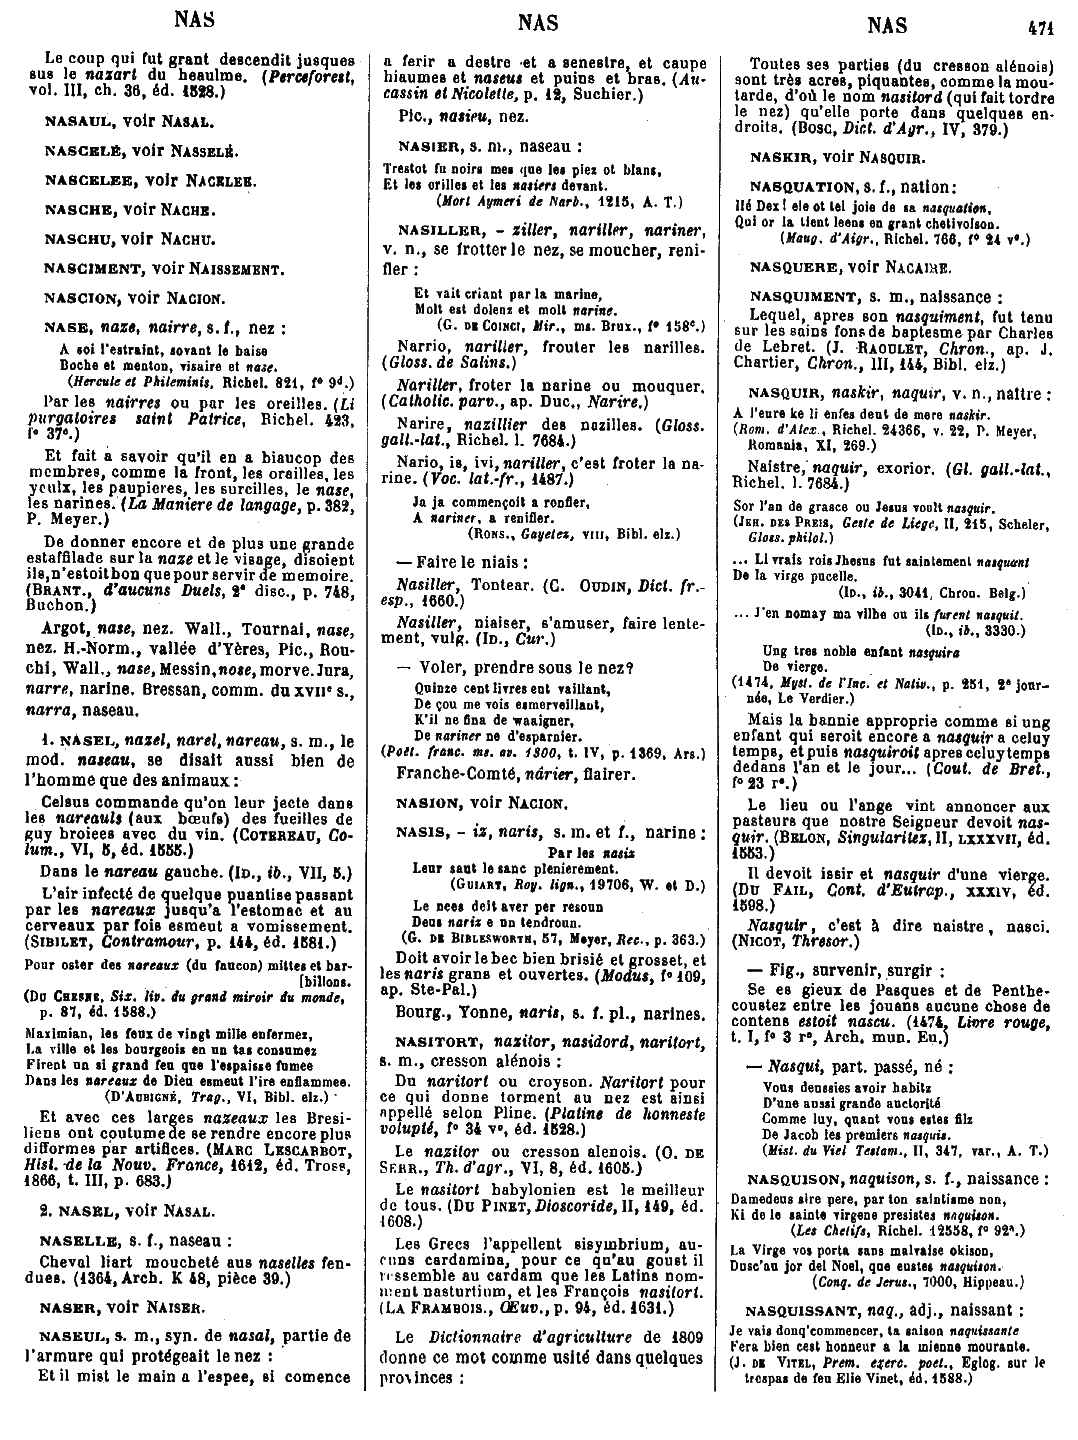 NAS
NAS
NAS
471
Le coup qui fut grant descendit jusques
sus le nazart du heaulme. (Perceforest,
vol. III, ch. 36, éd. 1528.)
NASAUL, voir NASAL.
NASCELÉ, voir NASSELÉ.
NASCELEE, voir NACELEE.
NASCHE, voir NACHE.
NASCHU, voir NACHU.
NASCIMENT, voir NAISSEMENT.
NASCION, voir NACION.
NASE, naze, nairre, s. f., nez :
A soi l'estraint, sovant le baise
Boche et menton, visaire et nase.
(Hercule et Phileminis, Richel. 821, f° 9d.)
Par les nairres ou par les oreilles. (Li
purgatoires saint Patrice, Richel. 423,
f° 37c.)
Et fait a savoir qu'il en a biaucop des
membres, comme la front, les orailles, les
yeulx, les paupieres, les surcilles, le nase,
les narines. (La Maniere de langage, p. 382,
P. Meyer.)
De donner encore et de plus une grande
estafilade sur la naze et le visage, disoient
ils, n'estoit bon que pour servir de memoire.
(BRANT., d'aucuns Duels, 2e disc., p. 748,
Buchon.)
Argot, nase, nez. Wall., Tournai, nase,
nez. H.-Norm., vallée d'Yères, Pic., Rou-
chi, Wall., nase, Messin, nose, morve. Jura,
narre, narine. Bressan, comm. du XVIIe s.,
narra, naseau.
1. NASEL, nazel, narel, nareau, s. m., le
mod. naseau, se disait aussi bien de
l'homme que des animaux :
Celsus commande qu'on leur jecte dans
les nareauls (aux bœufs) des fueilles de
guy broiees avec du vin. (COTEREAU, Co-
lum., VI, 5, éd. 1555.)
Dans le nareau gauche. (ID., ib., VII, 5.)
L'air infecté de quelque puantise passant
par les nareaux jusqu'a l'estomac et au
cerveaux par fois esmeut a vomissement.
(SIBILET, Contramour, p. 144, éd. 1581.)
Pour oster des nareaux (du faucon) mittes et bar-
[billons.
(DU CHESNE, Six. liv. du grand miroir du monde,
p. 87, éd. 1588.)
Maximian, les feux de vingt mille enfermez,
La ville et les bourgeois en un tas consumez
Firent un si grand feu que l'espaisse fumee
Dans les nareaux de Dieu esmeut l'ire enflammee.
(D'AUBIGNÉ, Trag., VI, Bibl. elz.)
Et avec ces larges nazeaux les Bresi-
liens ont coutume de se rendre encore plus
difformes par artifices. (MARC LESCARBOT,
Hist. de la Nouv. France, 1612, éd. Tross,
1866, t. III, p. 683.)
2. NASEL, voir NASAL.
NASELLE, s. f., naseau :
Cheval liart moucheté aus naselles fen-
dues. (1364, Arch. K 48, pièce 39.)
NASER, voir NAISER.
NASEUL, s. m., syn. de nasal, partie de
l'armure qui protégeait le nez :
Et il mist le main a l'espee, si comence
a ferir a destre et a senestre, et caupe
hiaumes et naseus et puins et bras. (Au-
cassin et Nicolette, p. 12, Suchier.)
Pic., nasieu, nez.
NASIER, s. m., naseau :
Trestot fu noirs mes que les piez ot blans,
Et les orilles et les nasiers devant.
(Mort Aymeri de Narb., 1215, A. T.)
NASILLER, - ziller, nariller, nariner,
v. n., se frotter le nez, se moucher, reni-
fler :
Et vait criant par la marine,
Molt est dolenz et molt narine.
(G. DE COINCI, Mir., ms. Brux., f° 158c.)
Narrio, nariller, frouter les narilles.
(Gloss. de Salins.)
Nariller, froter la narine ou mouquer.
(Catholic. parv., ap. Duc., Narire.)
Narire, nazillier des nazilles. (Gloss.
gall.-lat., Richel. l. 7684.)
Nario, is, ivi, nariller, c'est froter la na-
rine. (Voc. lat.-fr., 1487.)
Ja ja commençoit a ronfler,
A nariner, a renifler.
(RONS., Gayetez, VIII, Bibl. elz.)
— Faire le niais :
Nasiller, Tontear. (C. OUDIN, Dict. fr.-
esp., 1660.)
Nasiller, niaiser, s'amuser, faire lente-
ment, vulg. (ID., Cur.)
— Voler, prendre sous le nez?
Quinze cent livres ent vaillant,
De çou me vois esmerveillant,
K'il ne fina de waaigner,
De nariner ne d'esparnier.
(Poët. franc. ms. av. 1300, t. IV, p. 1369, Ars.)
Franche-Comté, nârier, flairer.
NASION, voir NACION.
NASIS, - iz, naris, s. m. et f., narine :
Par les nasix
Leur saut le sanc plenierement.
(GUIART, Roy. lign., 19706, W. et D.)
Le nees deit aver per resoun
Deus nariz e un tendroun.
(G. DE BIBLESWORTH, 57, Meyer, Rec., p. 363.)
Doit avoir le bec bien brisié et grosset, et
les naris grans et ouvertes. (Modus, f° 109,
ap. Ste-Pal.)
Bourg., Yonne, naris, s. f. pl., narines.
NASITORT, nazitor, nasidord, naritort,
s. m., cresson alénois :
Du naritort ou croyson. Naritort pour
ce qui donne torment au nez est ainsi
appellé selon Pline. (Platine de honneste
volupté, f° 34 v°, éd. 1528.)
Le nazitor ou cresson alenois. (O. DE
SERR., Th. d'agr., VI, 8, éd. 1605.)
Le nasitort babylonien est le meilleur
de tous. (DU PINET, Dioscoride, II, 149, éd.
1608.)
Les Grecs l'appellent sisymbrium, au-
cuns cardamina, pour ce qu'au goust il
ressemble au cardam que les Latins nom-
ment nasturtium, et les François nasitort.
(LA FRAMBOIS., Œuv., p. 94, éd. 1631.)
Le Dictionnaire d'agriculture de 1809
donne ce mot comme usité dans quelques
provinces :
Toutes ses parties (du cresson alénois)
sont très acres, piquantes, comme la mou-
tarde, d'où le nom nasitord (qui fait tordre
le nez) qu'elle porte dans quelques en-
droits. (BOSC, Dict. d'Agr., IV, 379.)
NASKIR, voir NASQUIR.
NASQUATION, s. f., nation :
Hé Dex ! ele ot tel joie de sa nasquation,
Qui or la tient leens en grant chetivoison.
(Maug. d'Aigr., Richel. 766, f° 24 v°.)
NASQUERE, voir NACAIRE.
NASQUIMENT, s. m., naissance :
Lequel, apres son nasquiment, fut tenu
sur les sains fons de baptesme par Charles
de Lebret. (J. RAOULET, Chron., ap. J.
Chartier, Chron., III, 144, Bibl. elz.)
NASQUIR, naskir, naquir, v. n., naître :
A l'eure ke li enfes deut de mere naskir.
(Rom. d'Alex., Richel. 24366, v. 22, P. Meyer,
Romania, XI, 269.)
Naistre, naquir, exorior. (Gl. gall.-lat.,
Richel. l. 7684.)
Sor l'an de grasce ou Jesus voult nasquir.
(JEH. DES PREIS, Geste de Liege, II, 215, Scheler,
Gloss. philol.)
... Li vrais rois Jhesus fut saintement nasquent
De la virge pucelle.
(ID., ib., 3041, Chron. Belg.)
... J'en nomay ma vilhe ou ils furent nasquit.
(ID., ib., 3330.)
Ung tres noble enfant nasquira
De vierge.
(1474, Myst. de l'Inc. et Nativ., p. 251, 2e jour-
née, Le Verdier.)
Mais la bannie approprie comme si ung
enfant qui seroit encore a nasquir a celuy
temps, et puis nasquiroit apres celuy temps
dedans l'an et le jour... (Cout. de Bret.,
f° 23 r°.)
Le lieu ou l'ange vint annoncer aux
pasteurs que nostre Seigneur devoit nas-
quir. (BELON, Singularitez, II, LXXXVII, éd.
1553.)
Il devoit issir et nasquir d'une vierge.
(DU FAIL, Cont. d'Eutrap., XXXIV, éd.
1598.)
Nasquir, c'est à dire naistre, nasci.
(NICOT, Thresor.)
— Fig., survenir, surgir :
Se es gieux de Pasques et de Penthe-
coustez entre les jouans aucune chose de
contens estoit nascu. (1474, Livre rouge,
t. I, f° 3 r°, Arch. mun. Eu.)
— Nasqui, part. passé, né :
Vous deussies avoir habitz
D'une aussi grande auctorité
Comme luy, quant vous estes filz
De Jacob les premiers nasquis.
(Mist. du Viel Testam., II, 347, var., A. T.)
NASQUISON, naquison, s. f., naissance :
Damedeus sire pere, par ton saintisme non,
Ki de le sainte virgene presistes naquison.
(Les Chetifs, Richel. 12558, f° 92a.)
La Virge vos porta sans malvaise okison,
Dusc'au jor del Noel, que eustes nasquison.
(Conq. de Jerus., 7000, Hippeau.)
NASQUISSANT, naq., adj., naissant :
Je vais donq'commencer, ta saison naquissante
Fera bien cest honneur a la mienne mourante.
(J. DE VITEL, Prem. exerc. poet., Eglog. sur le
trespas de feu Elie Vinet, éd. 1588.)